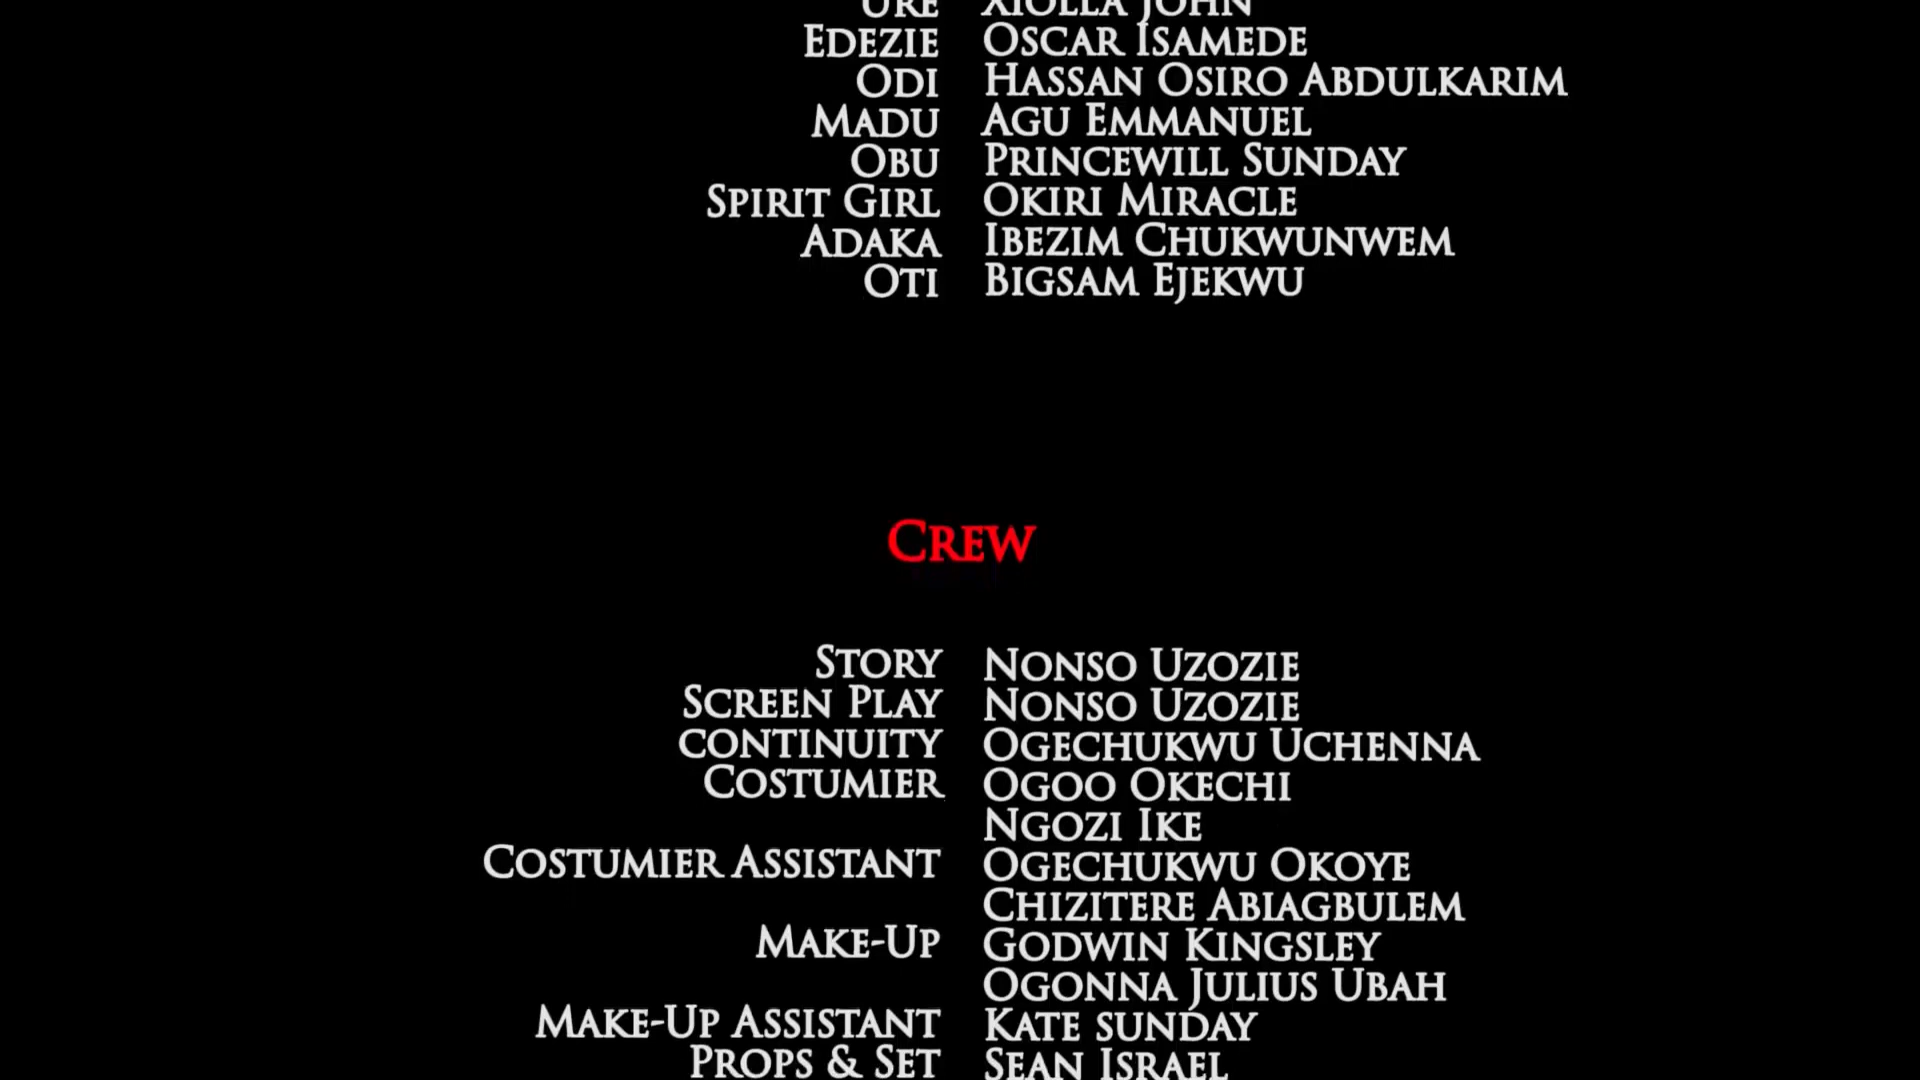 Ure Xiolla John
Edezie Oscar Isamede
Odi Hassan Osiro Abdulkarim
Madu Agu Emmanuel
Obu Princewill Sunday
Spirit Girl Okiri Miracle
Adaka Ibezim Chukwunwem
Oti Bigsam Ejekwu
Crew
Story Nonso Uzozie
Screen Play Nonso Uzozie
continuity Ogechukwu Uchenna
Costumier Ogoo Okechi
Ngozi Ike
Costumier Assistant Ogechukwu Okoye
Chizitere Abiagbulem
Make-Up Godwin Kingsley
Ogonna Julius Ubah
Make-Up Assistant Kate sunday
Props & Set Sean Israel